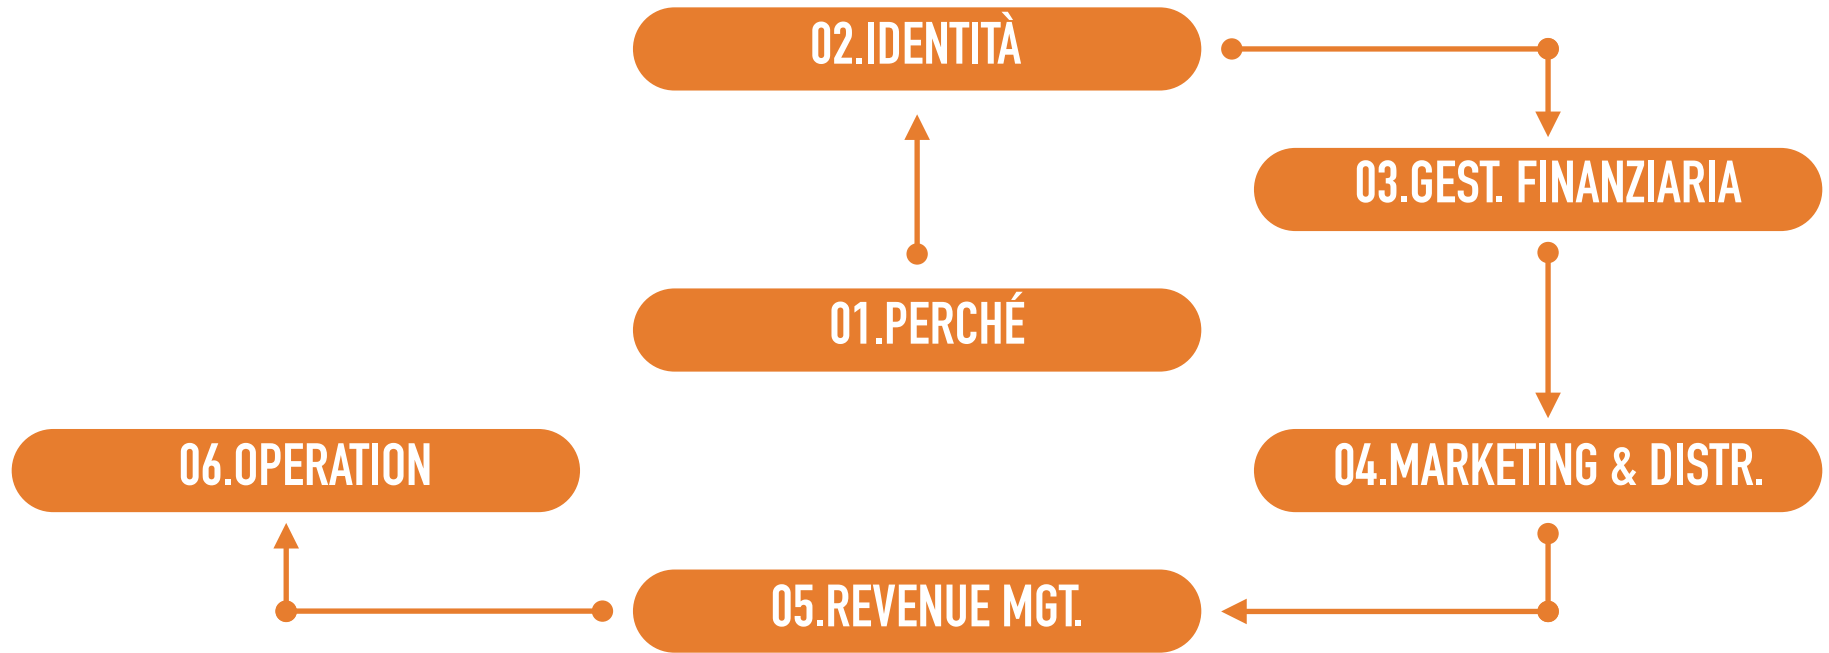 02.IDENTITÀ
03.GEST. FINANZIARIA
01.PERCHÉ
06.OPERATION
04.MARKETING & DISTR.
05.REVENUE MGT.